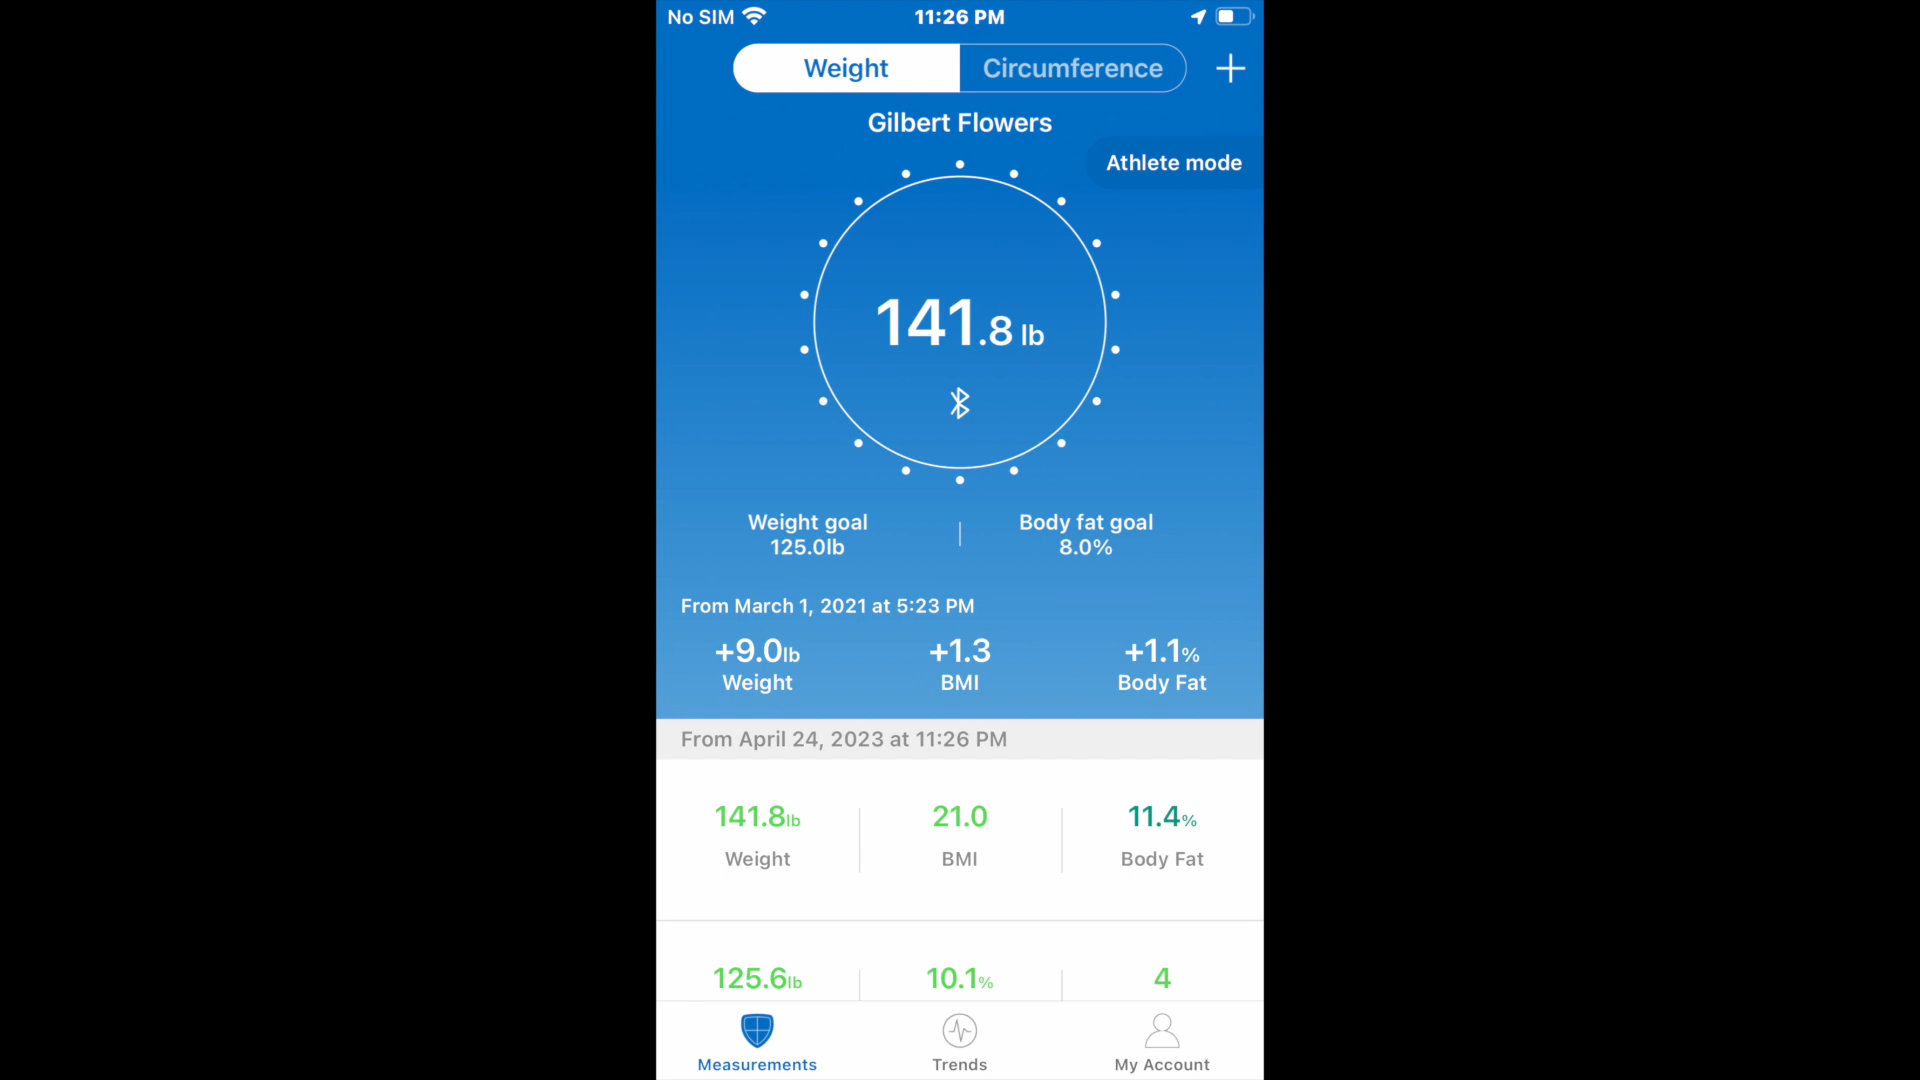 No SIM 11:26 PM
Weight Circumference
Gilbert Flowers
Athlete mode
141.8 lb
Weight goal Body fat goal
125.0lb 8.0%
From March 1, 2021 at 5:23 PM
+9.0lb +1.3 +1.1%
Weight BMI Body Fat
From April 24, 2023 at 11:26 PM
141.8lb 21.0 11.4%
Weight BMI Body Fat
125.6lb 10.1% 4
Measurements Trends My Account